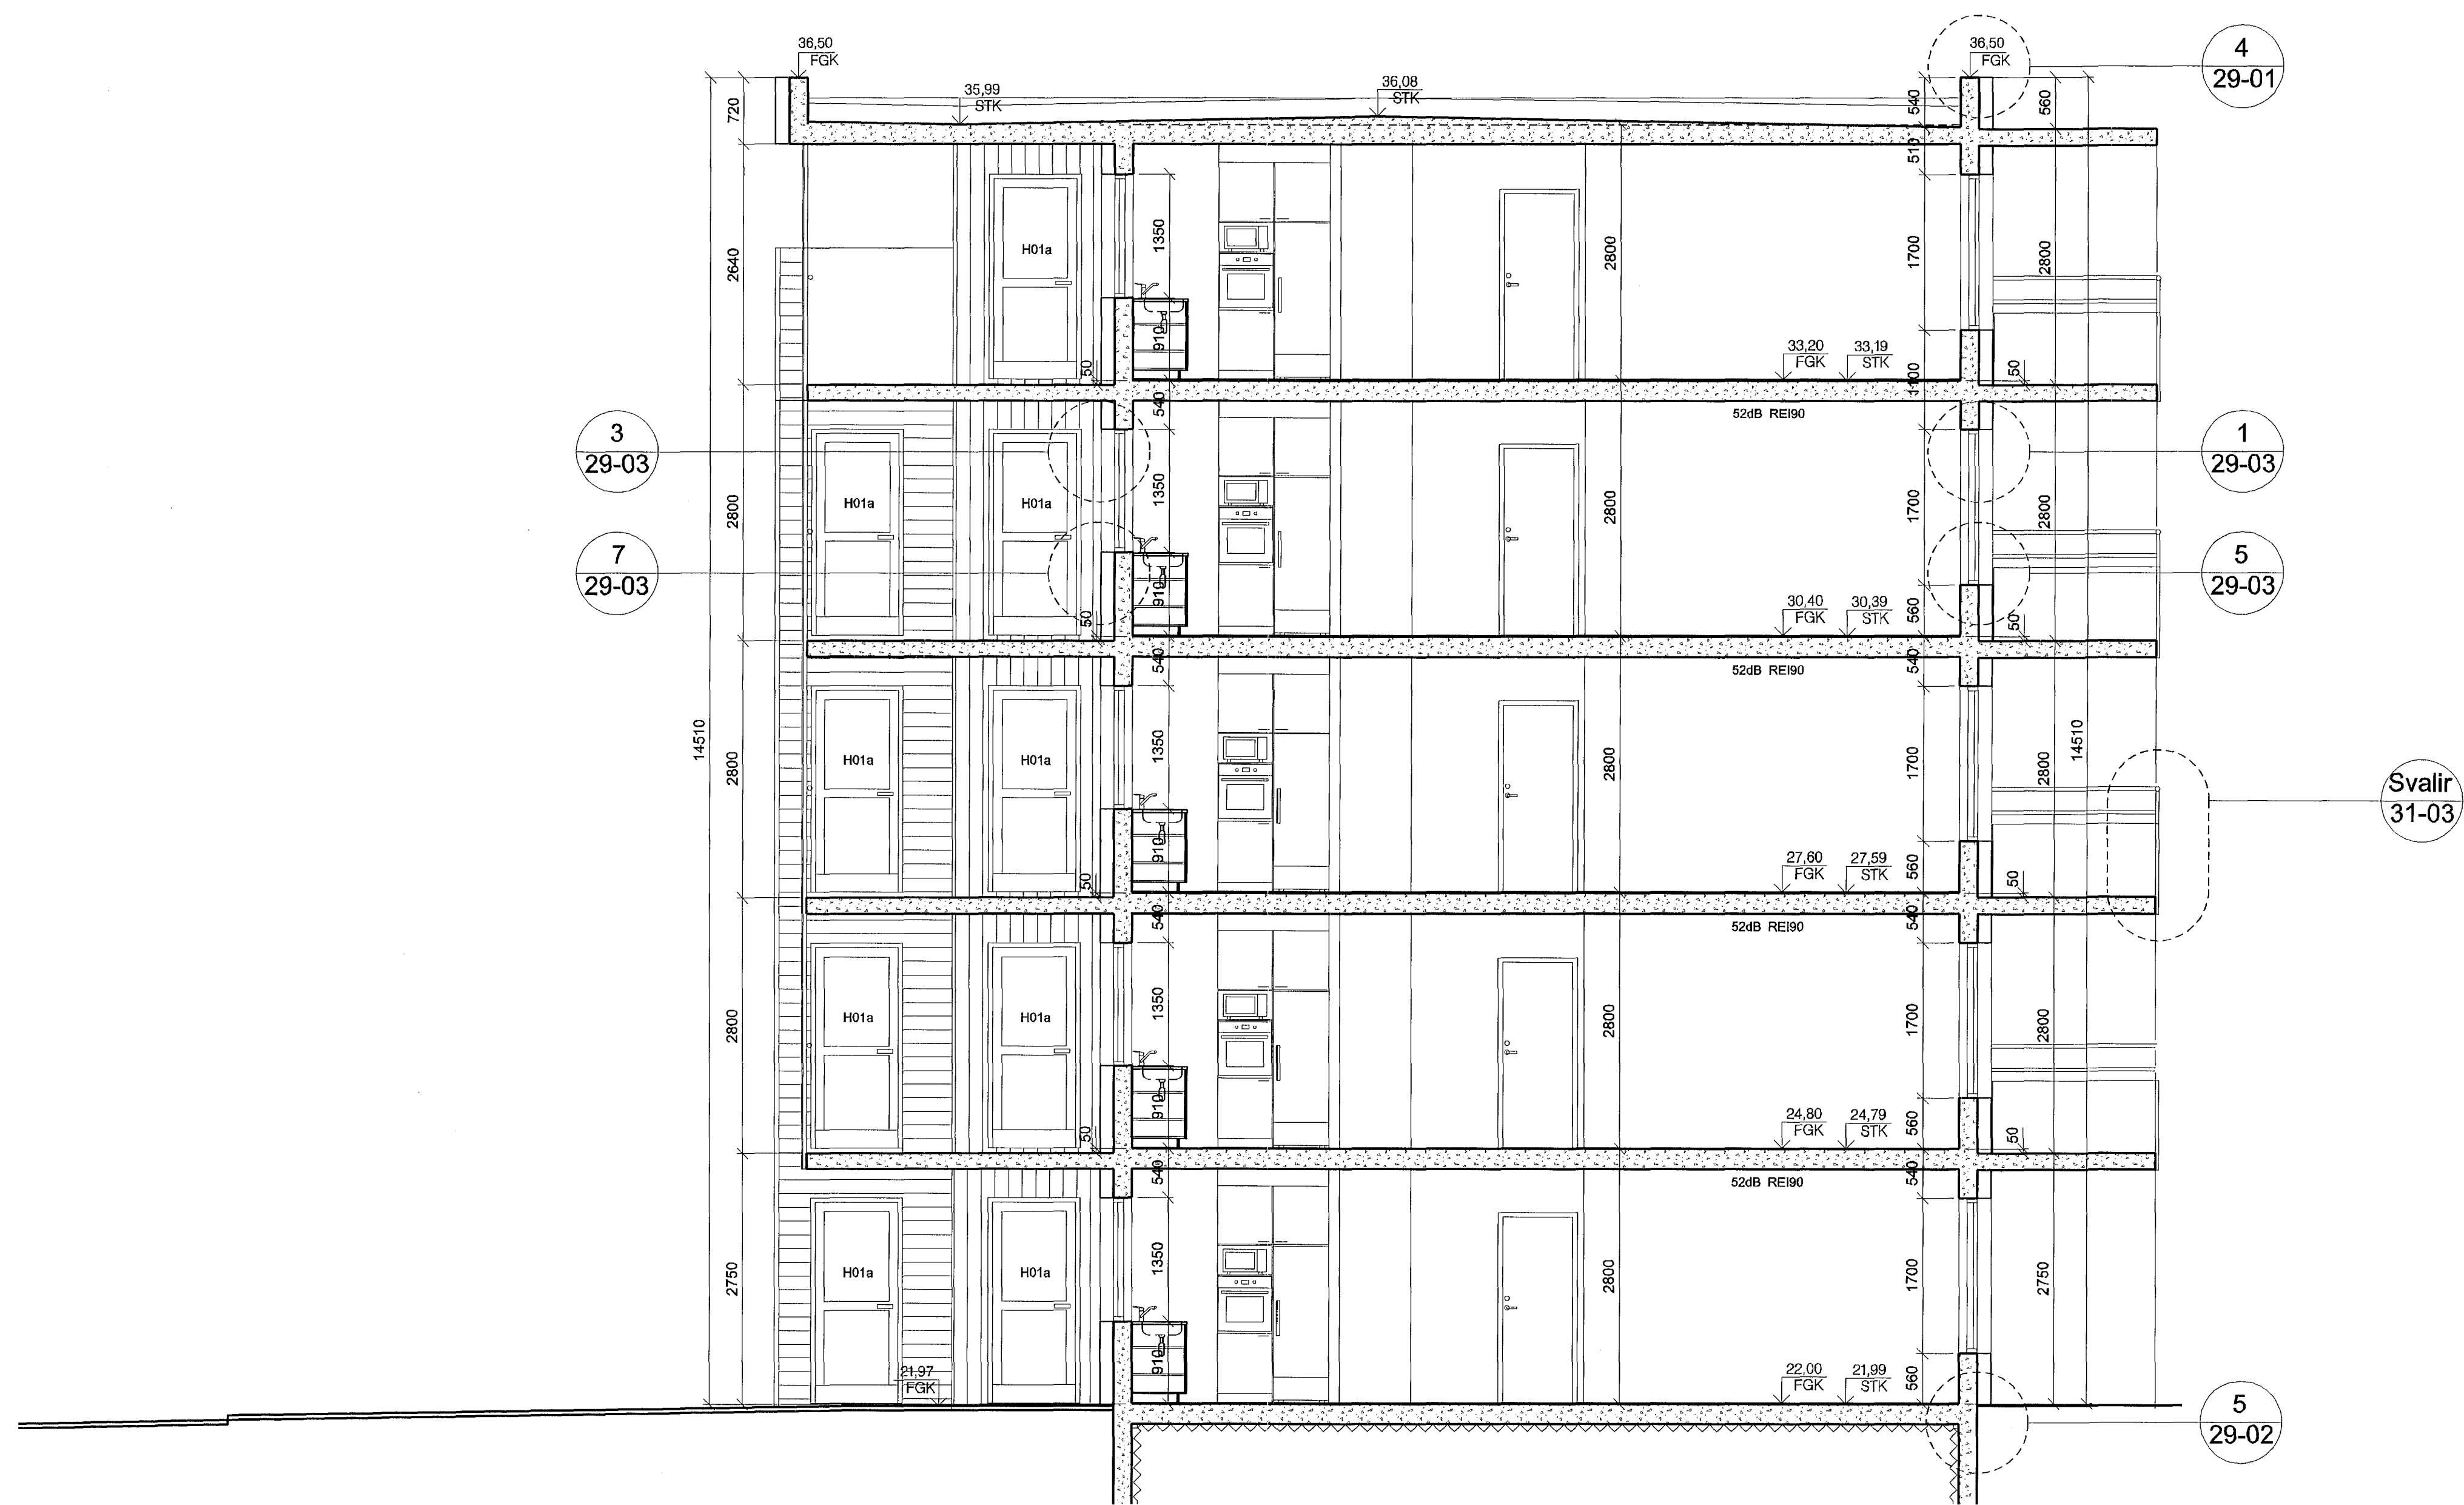 36,50
FGK
36,50
FGK
4
29-01
35,99
STK
36,08
STK
720
540
560
510
2640
H01a
1350
2800
1700
2800
910
50
33,20
FGK
33,19
STK
50
540
1100
52dB REI90
3
29-03
1
29-03
2800
H01a
H01a
1350
2800
1700
2800
7
29-03
5
29-03
910
50
30,40
FGK
30,39
STK
560
50
540
540
52dB REI90
14510
2800
H01a
H01a
1350
2800
1700
2800
14510
Svalir
31-03
910
50
27,60
FGK
27,59
STK
560
50
540
540
52dB REI90
2800
H01a
H01a
1350
2800
1700
2800
910
50
24,80
FGK
24,79
STK
560
50
540
540
52dB REI90
2750
H01a
H01a
1350
2800
1700
2750
21,97
FGK
910
22,00
FGK
21,99
STK
560
5
29-02